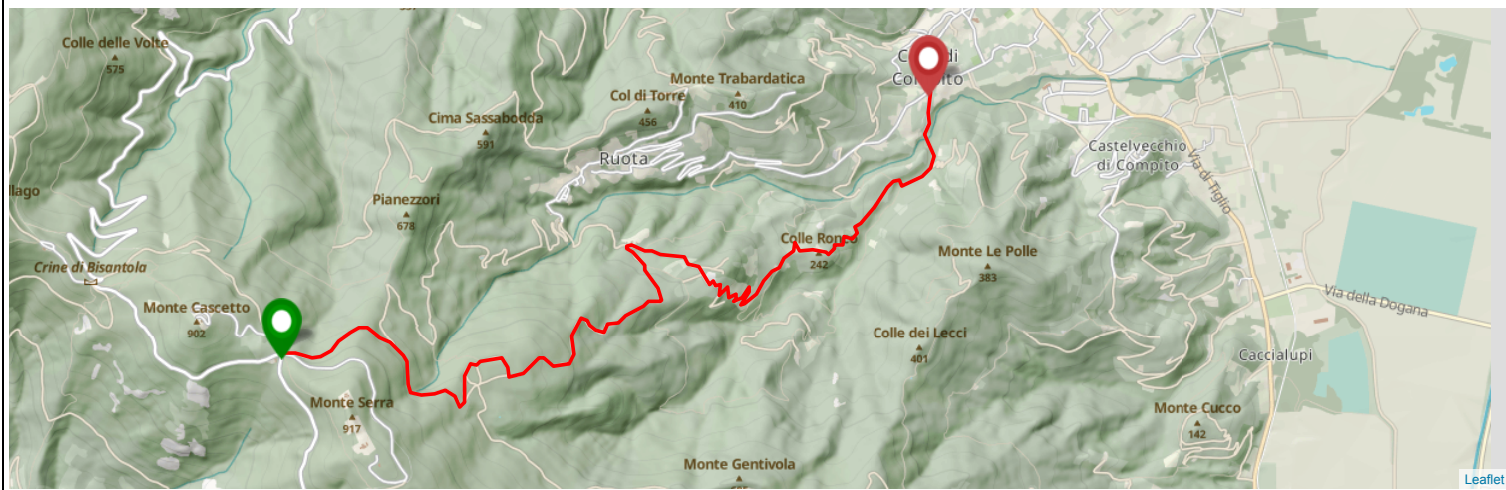 Colle delle Volte
575
Monte Trabardatica
410
Col di Torre
456
Cima Sassabodda
591
Ruota
Castelvecchio
di Compito
Via di Tiglio
Pianezzori
678
Colle Ronco
242
Monte Le Polle
383
Crine di Bisantola
Monte Cascetto
902
Via della Dogana
Colle dei Lecci
401
Caccialupi
Monte Serra
917
Monte Cucco
142
Monte Gentivola
Leaflet